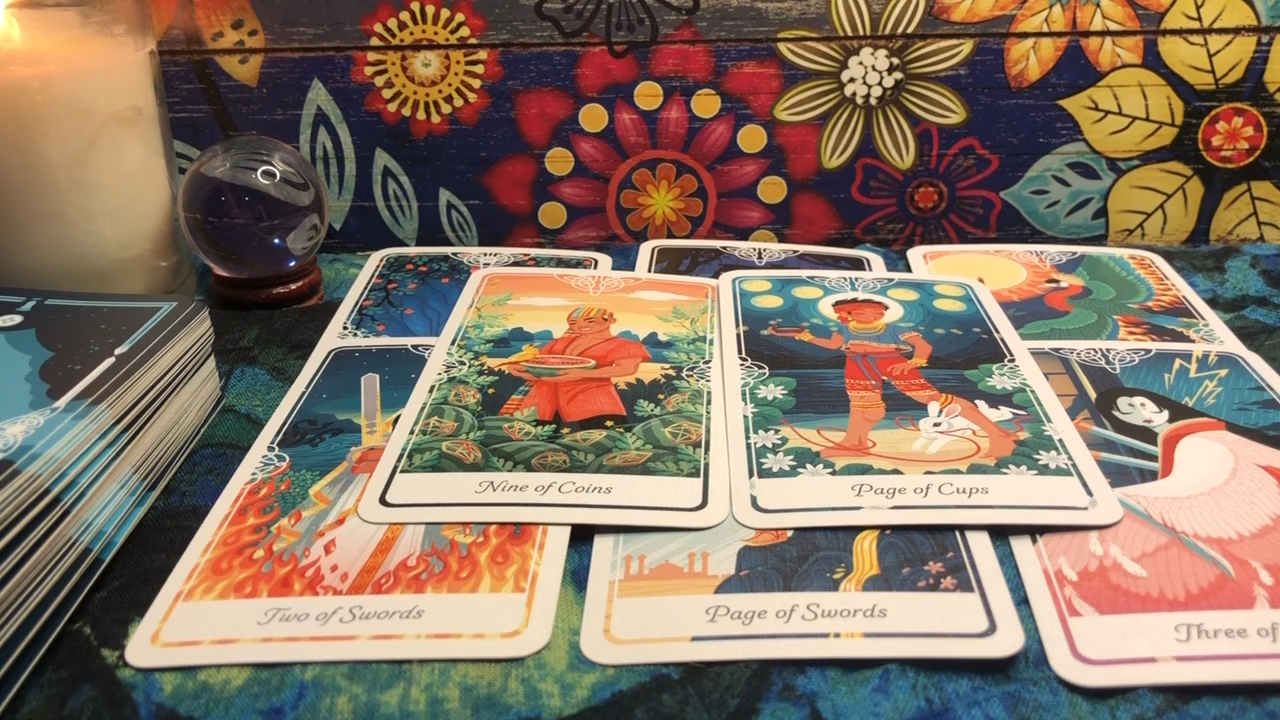 Nine of Coins
Page of Cups
Two of Swords
Page of Swords
Three of